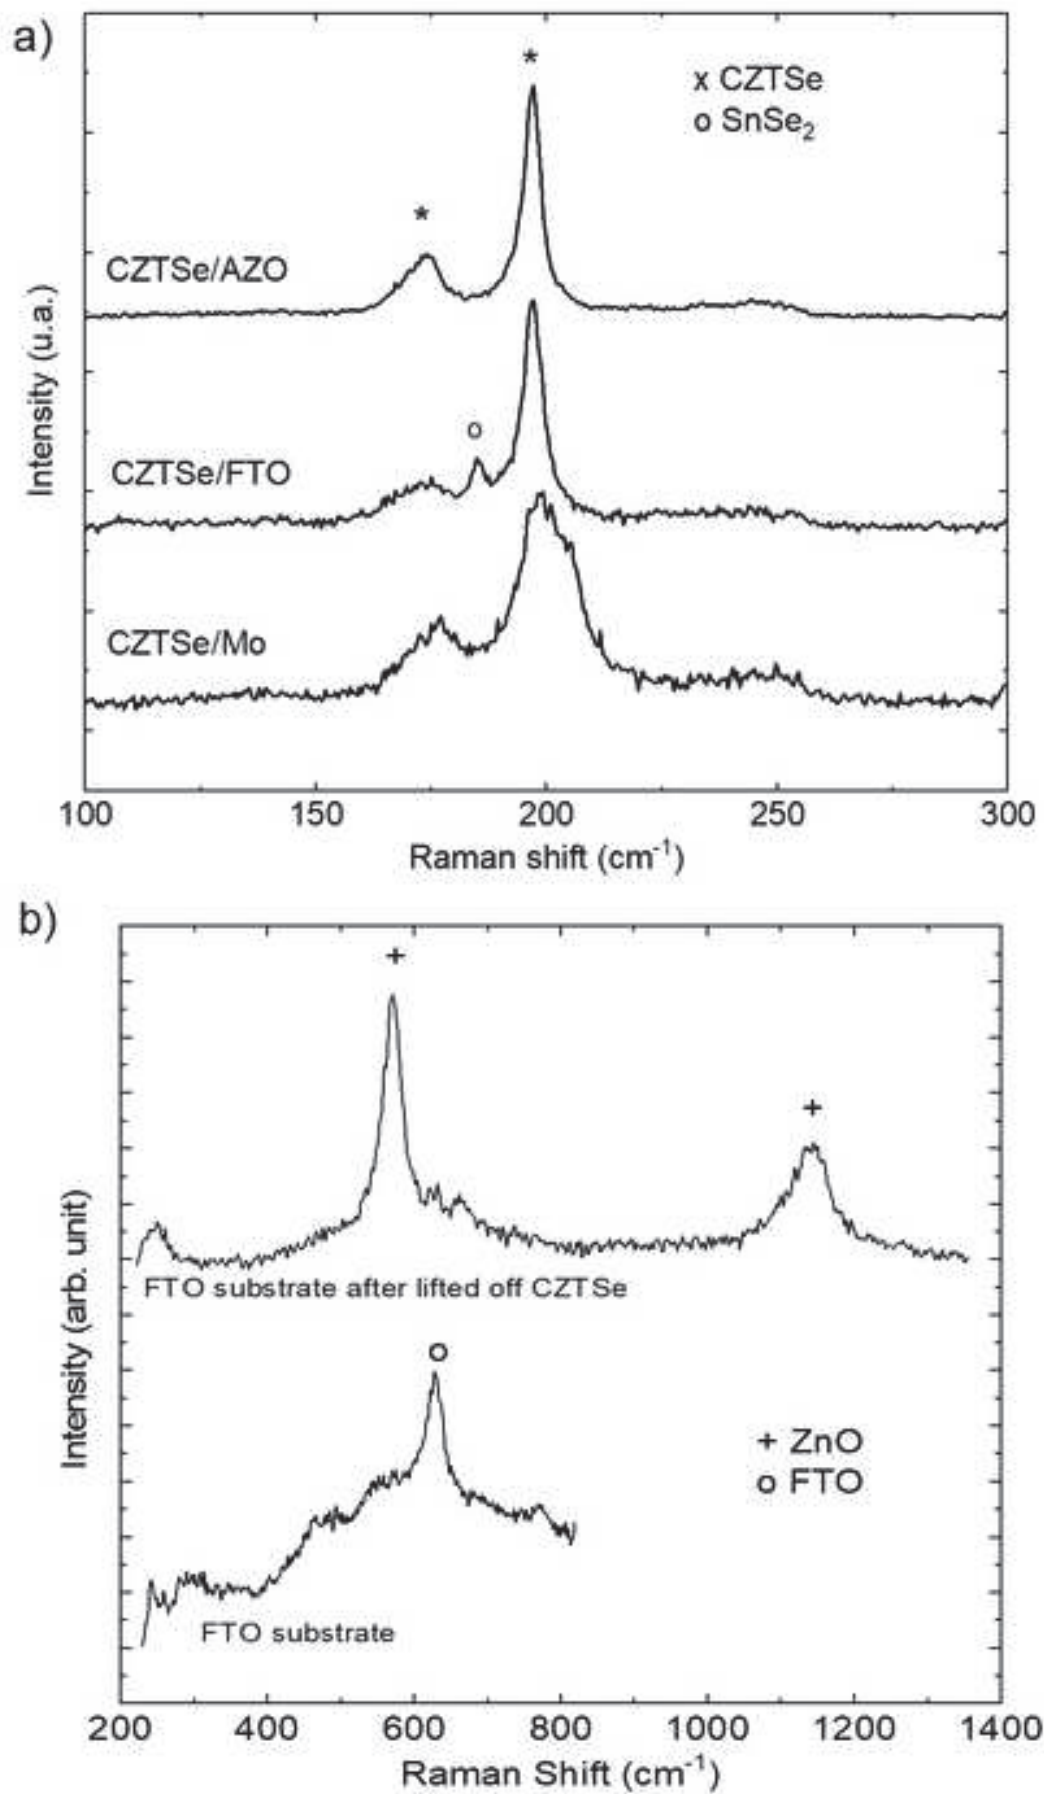 a)
*
x CZTSe
o SnSe₂
*
CZTSe/AZO
o
CZTSe/FTO
CZTSe/Mo
Intensity (u.a.)
100 150 200 250 300
Raman shift (cm⁻¹)
b)
+
+
FTO substrate after lifted off CZTSe
o
+ ZnO
o FTO
FTO substrate
Intensity (arb. unit)
200 400 600 800 1000 1200 1400
Raman Shift (cm⁻¹)